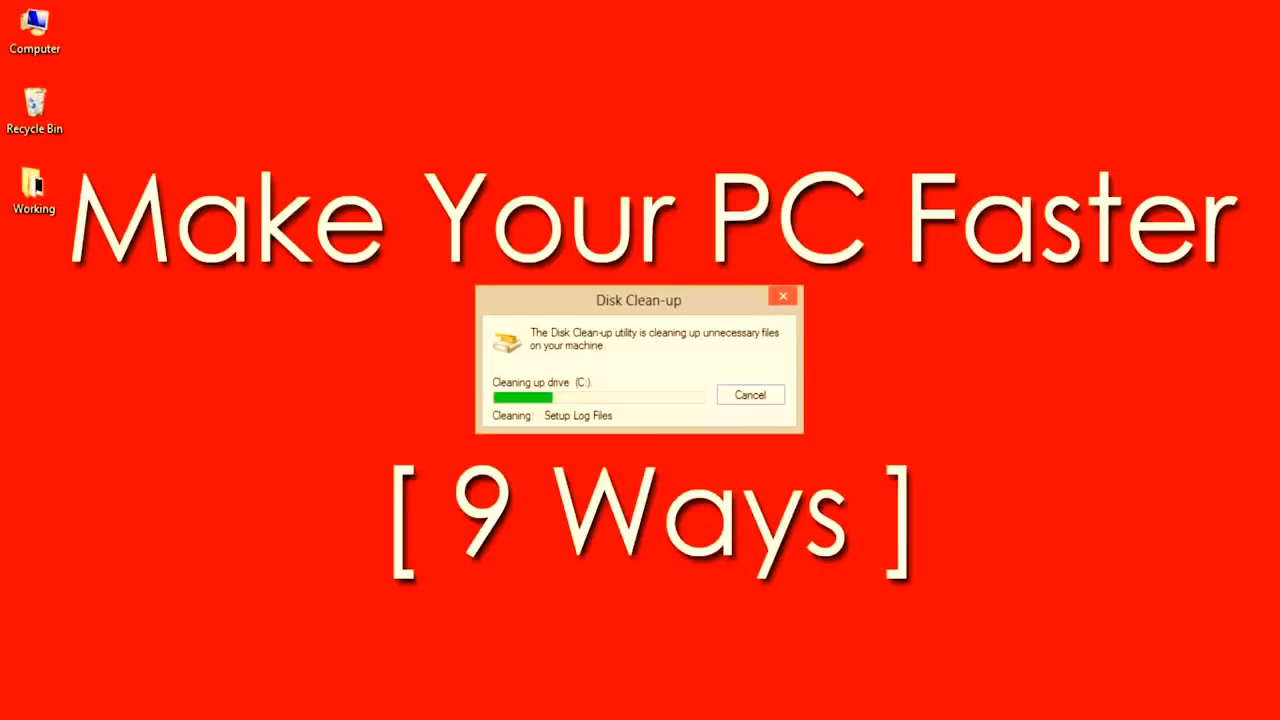 Computer
Recycle Bin
Working
Make Your PC Faster
Disk Clean-up
The Disk Clean-up utility is cleaning up unnecessary files
on your machine.
Cleaning up drive (C:).
Cancel
Cleaning: Setup Log Files
[ 9 Ways ]